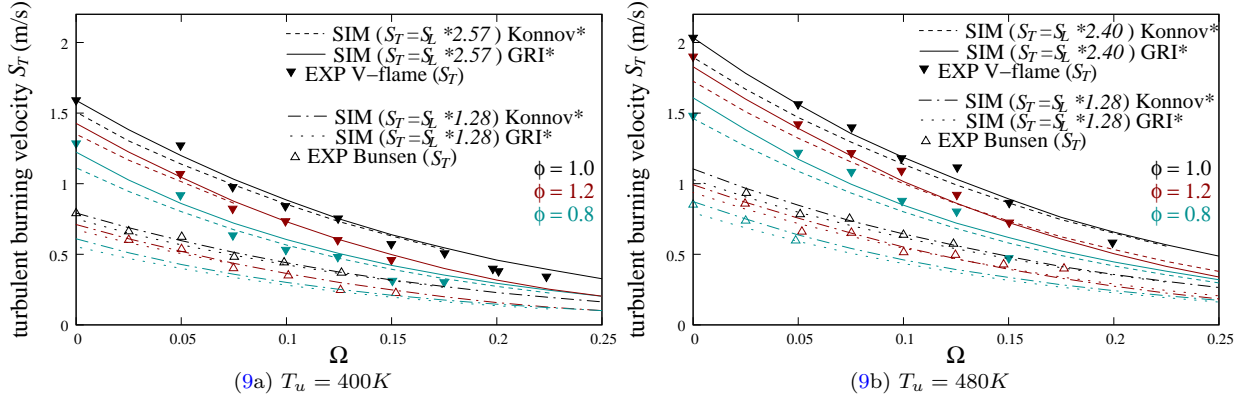 turbulent burning velocity S_T (m/s)
2
1.5
1
0.5
0
SIM (S_T=S_L *2.57) Konnov*
SIM (S_T=S_L *2.57) GRI*
EXP V−flame (S_T)
SIM (S_T=S_L *1.28) Konnov*
SIM (S_T=S_L *1.28) GRI*
EXP Bunsen (S_T)
ϕ = 1.0
ϕ = 1.2
ϕ = 0.8
0 0.05 0.1 0.15 0.2 0.25
Ω
(9a) T_u = 400K
turbulent burning velocity S_T (m/s)
2
1.5
1
0.5
0
SIM (S_T=S_L *2.40) Konnov*
SIM (S_T=S_L *2.40) GRI*
EXP V−flame (S_T)
SIM (S_T=S_L *1.28) Konnov*
SIM (S_T=S_L *1.28) GRI*
EXP Bunsen (S_T)
ϕ = 1.0
ϕ = 1.2
ϕ = 0.8
0 0.05 0.1 0.15 0.2 0.25
Ω
(9b) T_u = 480K